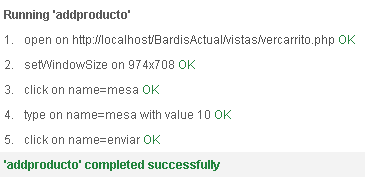 Running 'addproducto'
1. open on http://localhost/BardisActual/vistas/vercarrito.php OK
2. setWindowSize on 974x708 OK
3. click on name=mesa OK
4. type on name=mesa with value 10 OK
5. click on name=enviar OK
'addproducto' completed successfully